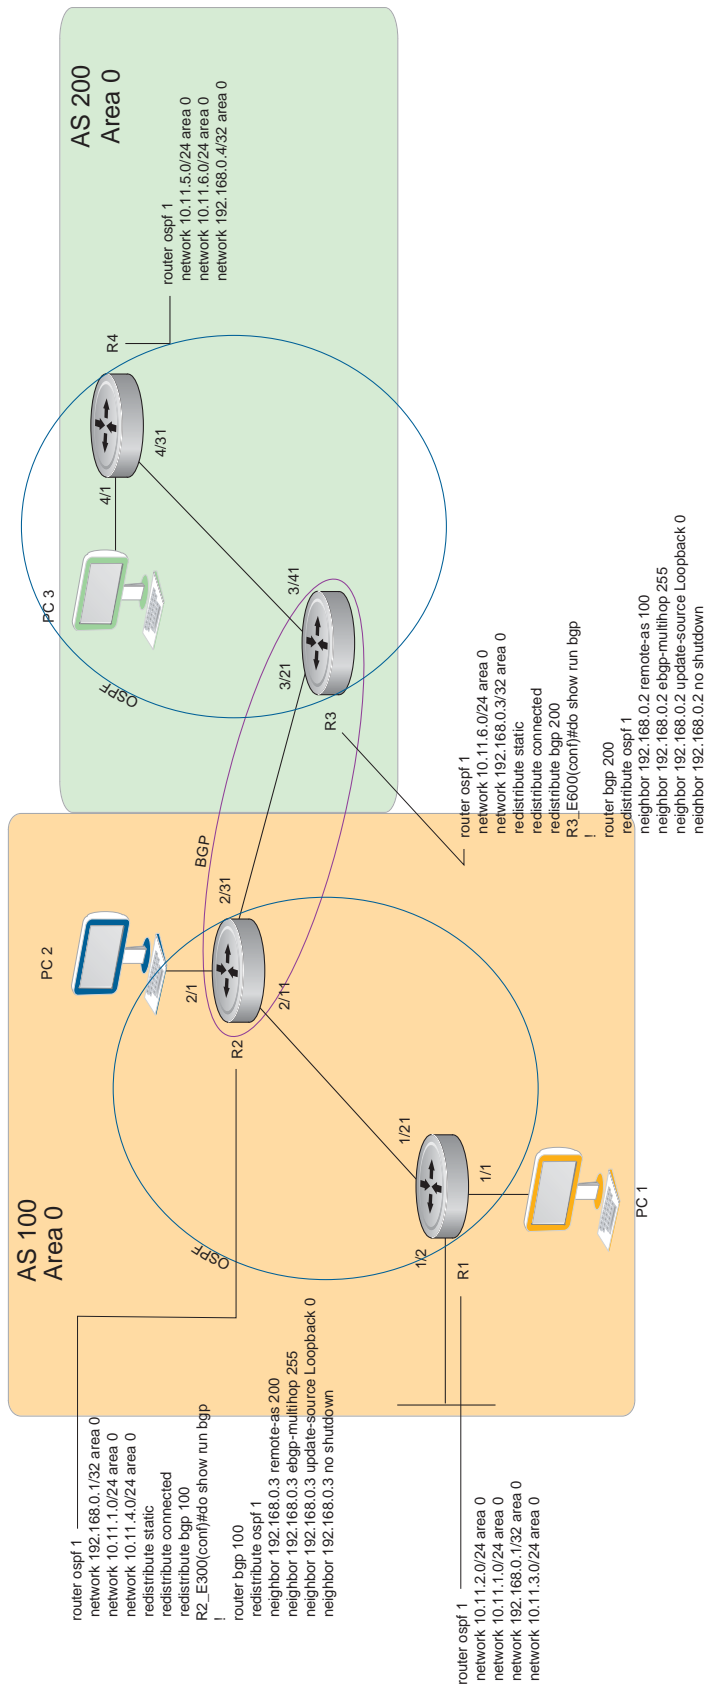 AS 100
Area 0
AS 200
Area 0
PC 2
PC 3
OSPF
OSPF
BGP
2/1
2/31
2/11
R2
3/21
3/41
R3
4/1
4/31
R4
1/21
1/2
1/1
R1
PC 1
router ospf 1
network 192.168.0.1/32 area 0
network 10.11.1.0/24 area 0
network 10.11.4.0/24 area 0
redistribute static
redistribute connected
redistribute bgp 100
R2_E300(conf)#do show run bgp
!
router bgp 100
redistribute ospf 1
neighbor 192.168.0.3 remote-as 200
neighbor 192.168.0.3 ebgp-multihop 255
neighbor 192.168.0.3 update-source Loopback 0
neighbor 192.168.0.3 no shutdown
router ospf 1
network 10.11.2.0/24 area 0
network 10.11.1.0/24 area 0
network 192.168.0.1/32 area 0
network 10.11.3.0/24 area 0
router ospf 1
network 10.11.6.0/24 area 0
network 192.168.0.3/32 area 0
redistribute static
redistribute connected
redistribute bgp 200
R3_E600(conf)#do show run bgp
!
router bgp 200
redistribute ospf 1
neighbor 192.168.0.2 remote-as 100
neighbor 192.168.0.2 ebgp-multihop 255
neighbor 192.168.0.2 update-source Loopback 0
neighbor 192.168.0.2 no shutdown
router ospf 1
network 10.11.5.0/24 area 0
network 10.11.6.0/24 area 0
network 192.168.0.4/32 area 0